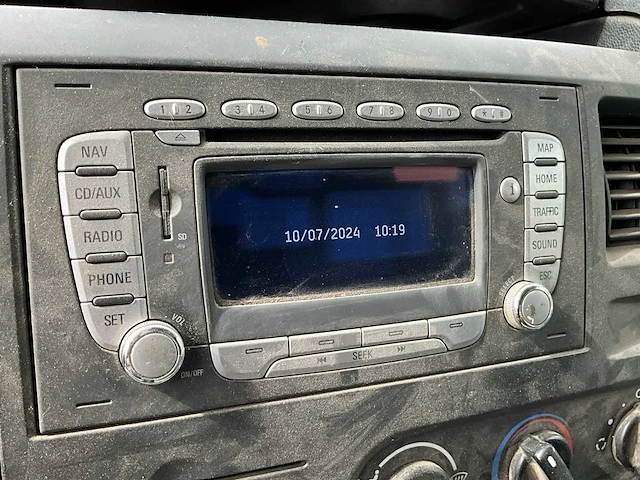 1 2 3 4 5 6 7 8 9 0 * #
NAV
CD/AUX
RADIO
PHONE
SET
SD
VOL
ON/OFF
10/07/2024 10:19
SEEK
MAP
HOME
TRAFFIC
SOUND
ESC
i